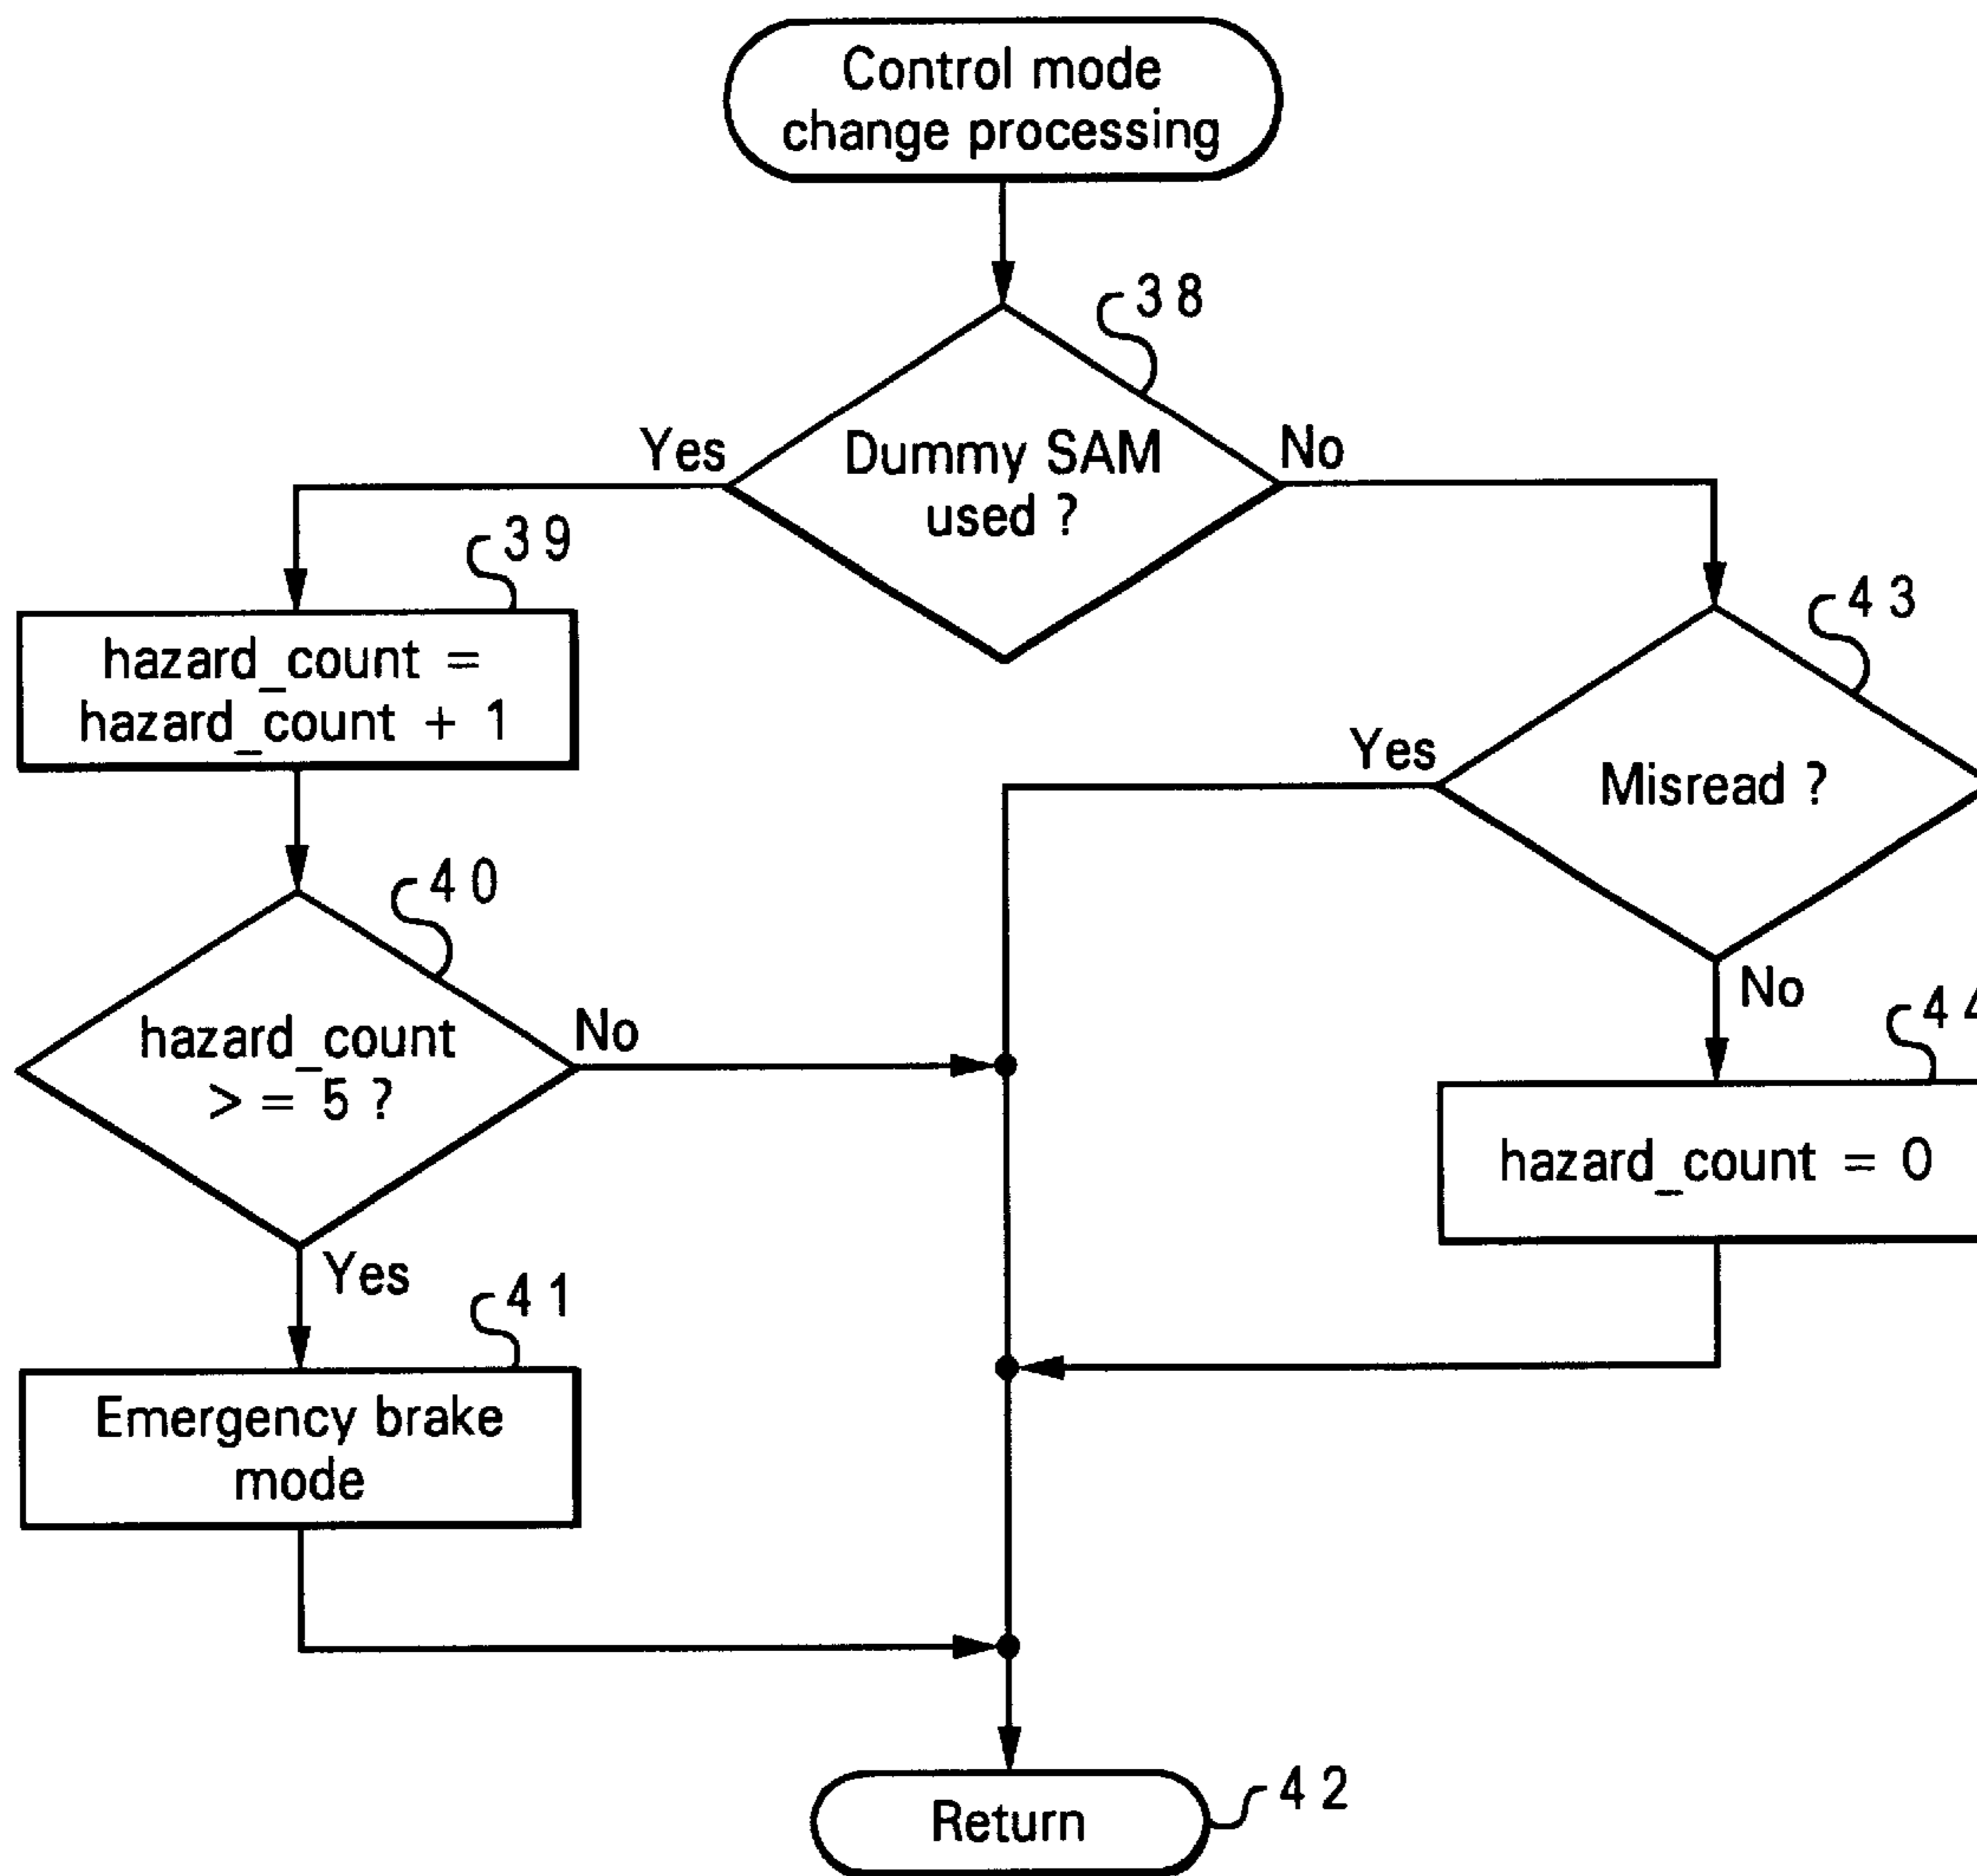 Control mode
change processing
38
Dummy SAM
used ?
Yes
No
39
hazard_count =
hazard_count + 1
43
Misread ?
Yes
No
40
hazard_count
> = 5 ?
No
Yes
44
hazard_count = 0
41
Emergency brake
mode
Return
42